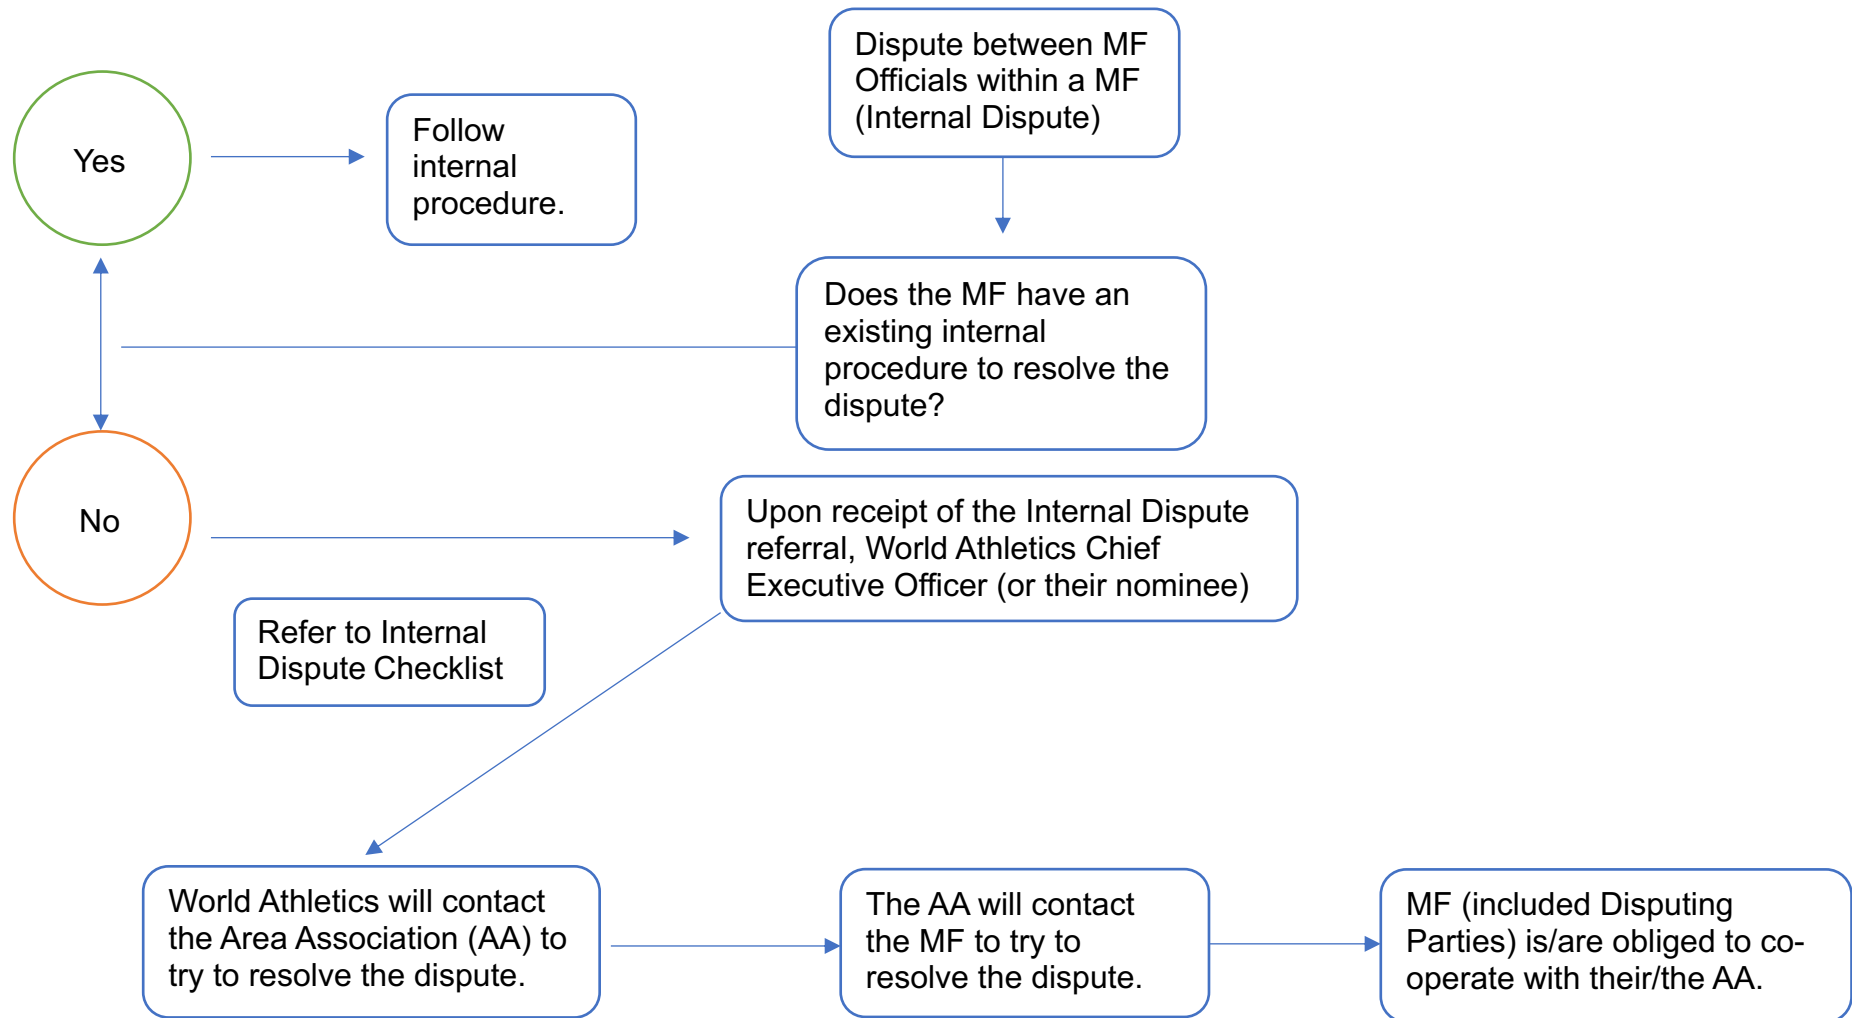 Dispute between MF
Officials within a MF
(Internal Dispute)
Yes
Follow
internal
procedure.
Does the MF have an
existing internal
procedure to resolve the
dispute?
No
Upon receipt of the Internal Dispute
referral, World Athletics Chief
Executive Officer (or their nominee)
Refer to Internal
Dispute Checklist
World Athletics will contact
the Area Association (AA) to
try to resolve the dispute.
The AA will contact
the MF to try to
resolve the dispute.
MF (included Disputing
Parties) is/are obliged to co-
operate with their/the AA.